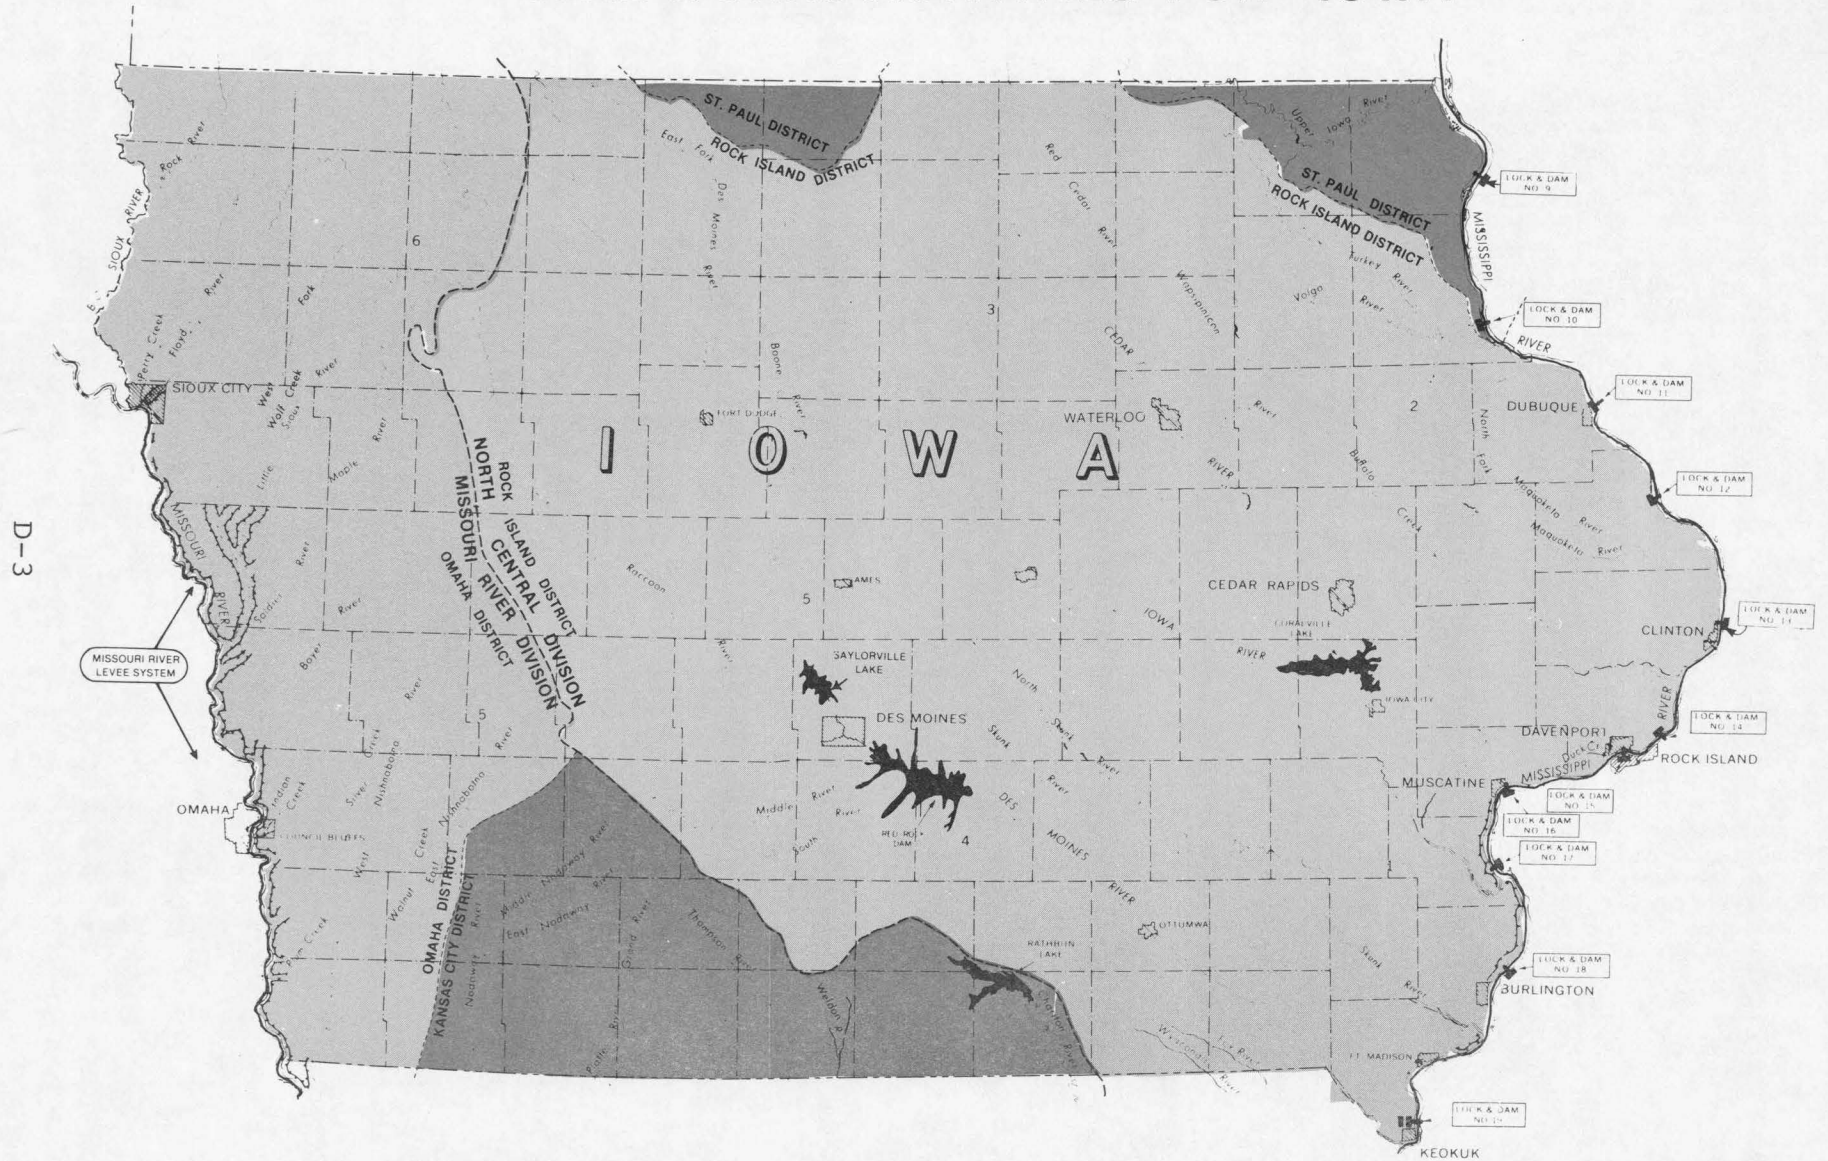 ST. PAUL DISTRICT
ROCK ISLAND DISTRICT
East Fork
Des Moines
River
Rock River
SIOUX RIVER
6
River
Floyd
Perry Creek
SIOUX CITY
West Fork
Wolf Creek
Little Sioux River
Maple River
Red
Cedar
River
3
CEDAR
Wapsipinicon
Upper Iowa River
ST. PAUL DISTRICT
ROCK ISLAND DISTRICT
Turkey River
Volga River
LOCK & DAM
NO. 9
MISSISSIPPI
LOCK & DAM
NO. 10
RIVER
LOCK & DAM
NO. 11
DUBUQUE
2
North Fork
Maquoketa River
Maquoketa River
LOCK & DAM
NO. 12
Boone
River
FORT DODGE
WATERLOO
River
RIVER
Buffalo
Creek
IOWA
ROCK ISLAND DISTRICT
NORTH CENTRAL DIVISION
MISSOURI RIVER DIVISION
OMAHA DISTRICT
MISSOURI
RIVER
Soldier
River
Boyer
River
D-3
MISSOURI RIVER
LEVEE SYSTEM
Raccoon
River
AMES
5
IOWA
RIVER
CEDAR RAPIDS
CORALVILLE
LAKE
IOWA CITY
LOCK & DAM
NO. 13
CLINTON
RIVER
LOCK & DAM
NO. 14
DAVENPORT
Duck Cr.
ROCK ISLAND
MISSISSIPPI
MUSCATINE
LOCK & DAM
NO. 15
LOCK & DAM
NO. 16
LOCK & DAM
NO. 17
SAYLORVILLE
LAKE
DES MOINES
North
Skunk
River
Skunk
River
5
River
River
Creek
Silver
Nishnabotna
Indian
Creek
OMAHA
COUNCIL BLUFFS
West
Walnut Creek
East Nishnabotna
OMAHA DISTRICT
KANSAS CITY DISTRICT
Middle River
South River
RED ROCK
DAM
4
DES
MOINES
RIVER
Middle Nodaway River
East Nodaway River
Nodaway River
Grand River
Thompson
River
Platte River
Weldon R.
RATHBUN
LAKE
Chariton
River
OTTUMWA
Skunk
River
LOCK & DAM
NO. 18
BURLINGTON
FT. MADISON
Fox River
Wyaconda River
LOCK & DAM
NO. 19
KEOKUK